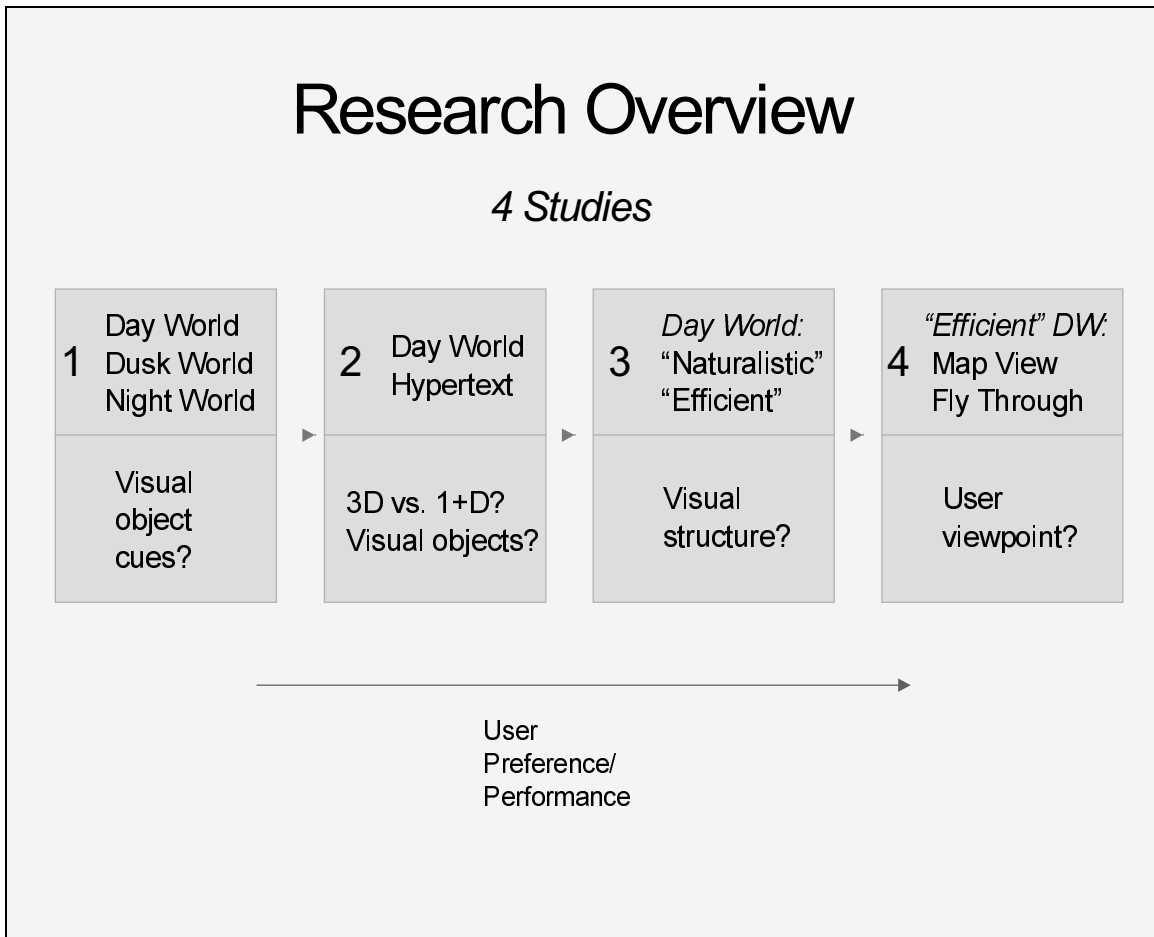 Research Overview
4 Studies
1
Day World
Dusk World
Night World
Visual
object
cues?
2
Day World
Hypertext
3D vs. 1+D?
Visual objects?
3
Day World:
“Naturalistic”
“Efficient”
Visual
structure?
4
“Efficient” DW:
Map View
Fly Through
User
viewpoint?
User
Preference/
Performance